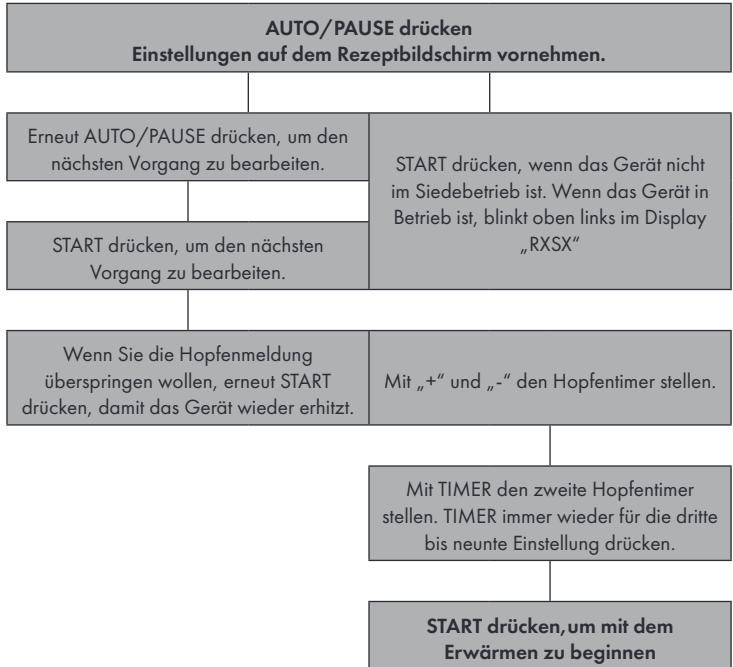 AUTO/PAUSE drücken
Einstellungen auf dem Rezeptbildschirm vornehmen.
Erneut AUTO/PAUSE drücken, um den
nächsten Vorgang zu bearbeiten.
START drücken, wenn das Gerät nicht
im Siedebetrieb ist. Wenn das Gerät in
Betrieb ist, blinkt oben links im Display
„RXSX“
START drücken, um den nächsten
Vorgang zu bearbeiten.
Wenn Sie die Hopfenmeldung
überspringen wollen, erneut START
drücken, damit das Gerät wieder erhitzt.
Mit „+“ und „-“ den Hopfentimer stellen.
Mit TIMER den zweite Hopfentimer
stellen. TIMER immer wieder für die dritte
bis neunte Einstellung drücken.
START drücken,um mit dem
Erwärmen zu beginnen